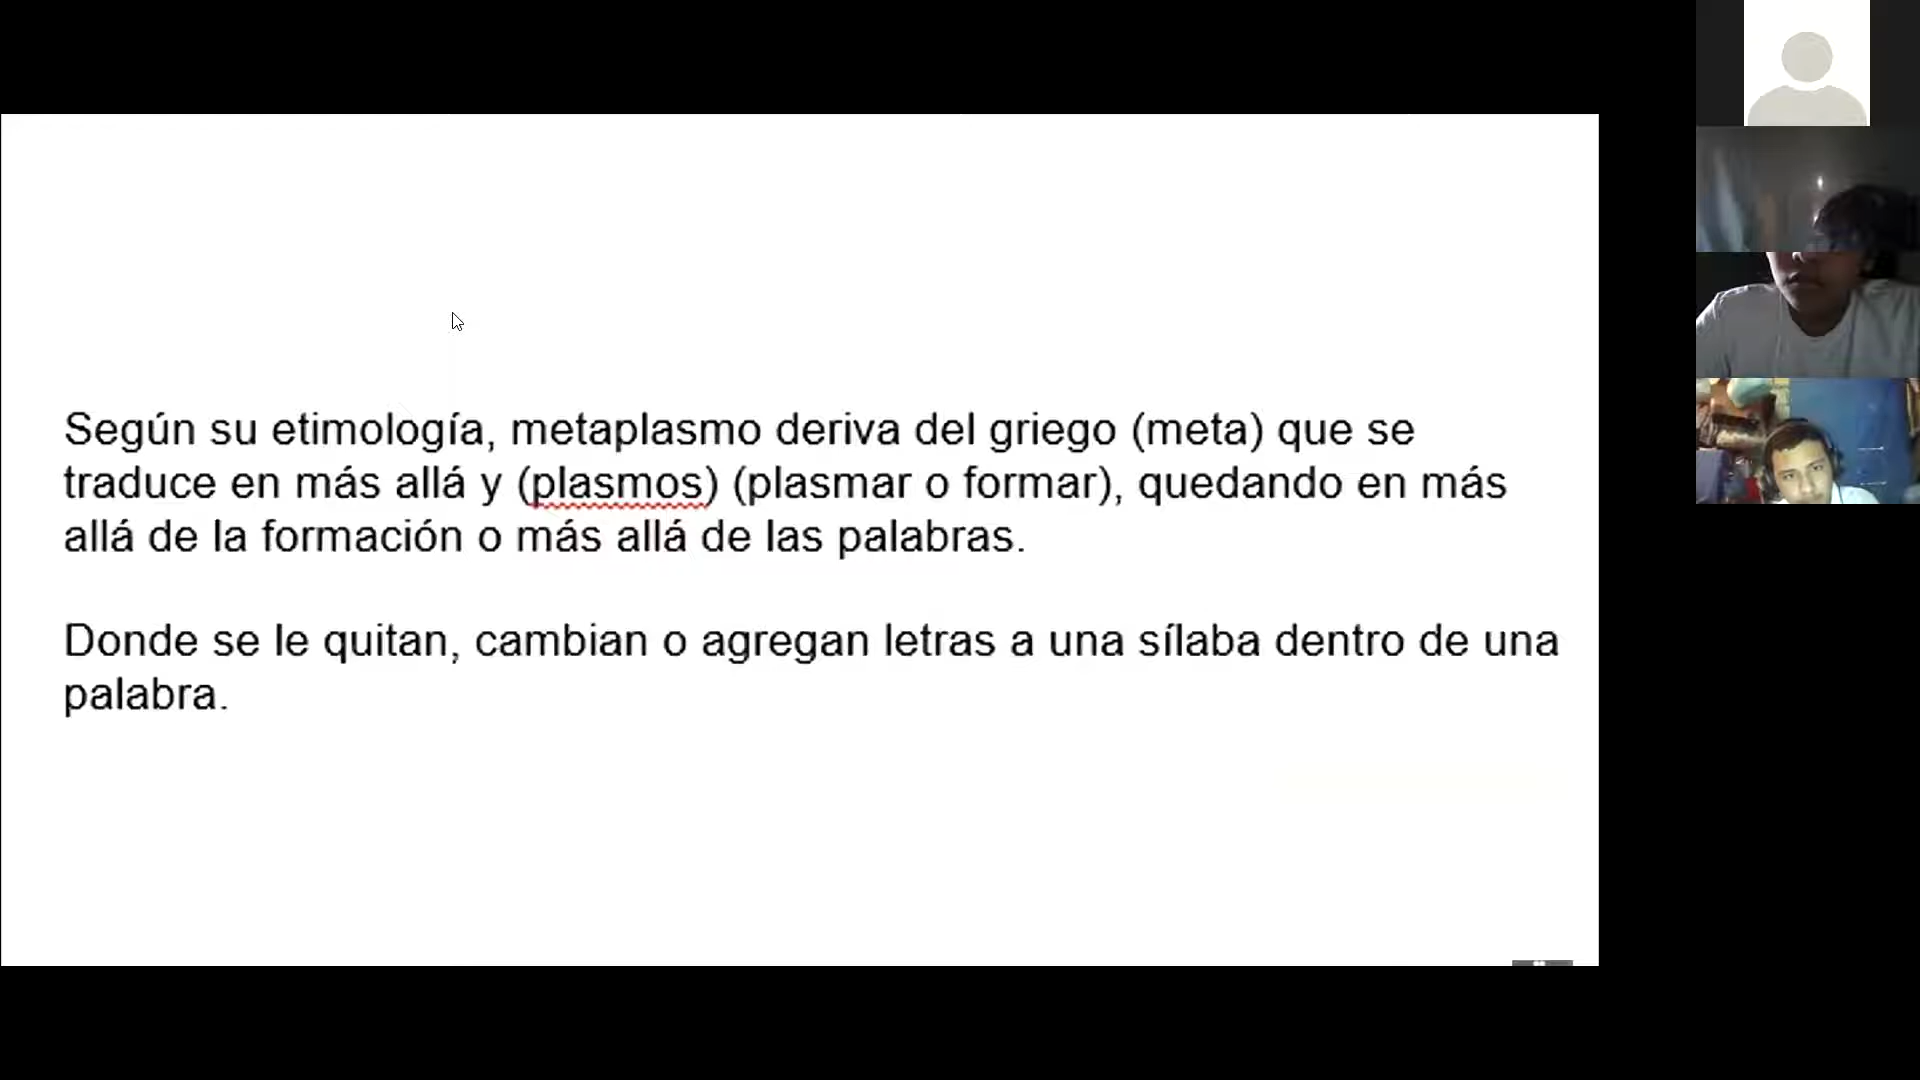 Según su etimología, metaplasmo deriva del griego (meta) que se
traduce en más allá y (plasmos) (plasmar o formar), quedando en más
allá de la formación o más allá de las palabras.
Donde se le quitan, cambian o agregan letras a una sílaba dentro de una
palabra.